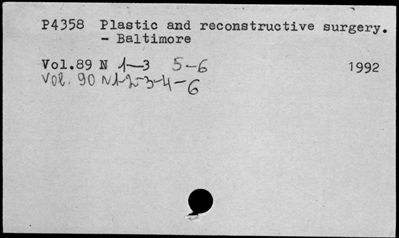 P4358 Plastic and reconstructive surgery.
- Baltimore
Vol.89 N 1-3 5-6 1992
Vol. 90 N1-2-3-4-6